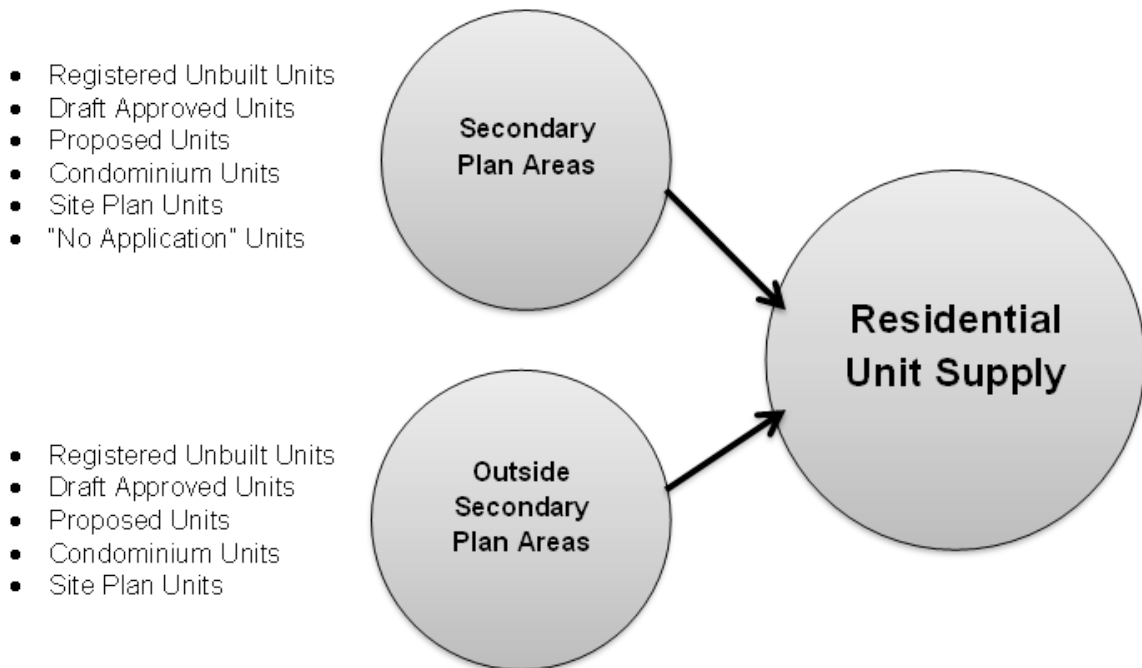 • Registered Unbuilt Units
• Draft Approved Units
• Proposed Units
• Condominium Units
• Site Plan Units
• "No Application" Units
Secondary
Plan Areas
Residential
Unit Supply
• Registered Unbuilt Units
• Draft Approved Units
• Proposed Units
• Condominium Units
• Site Plan Units
Outside
Secondary
Plan Areas